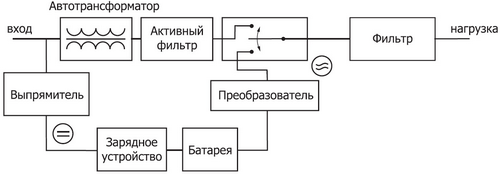 Автотрансформатор
вход
Активный
фильтр
Фильтр
нагрузка
Выпрямитель
Преобразователь
Зарядное
устройство
Батарея